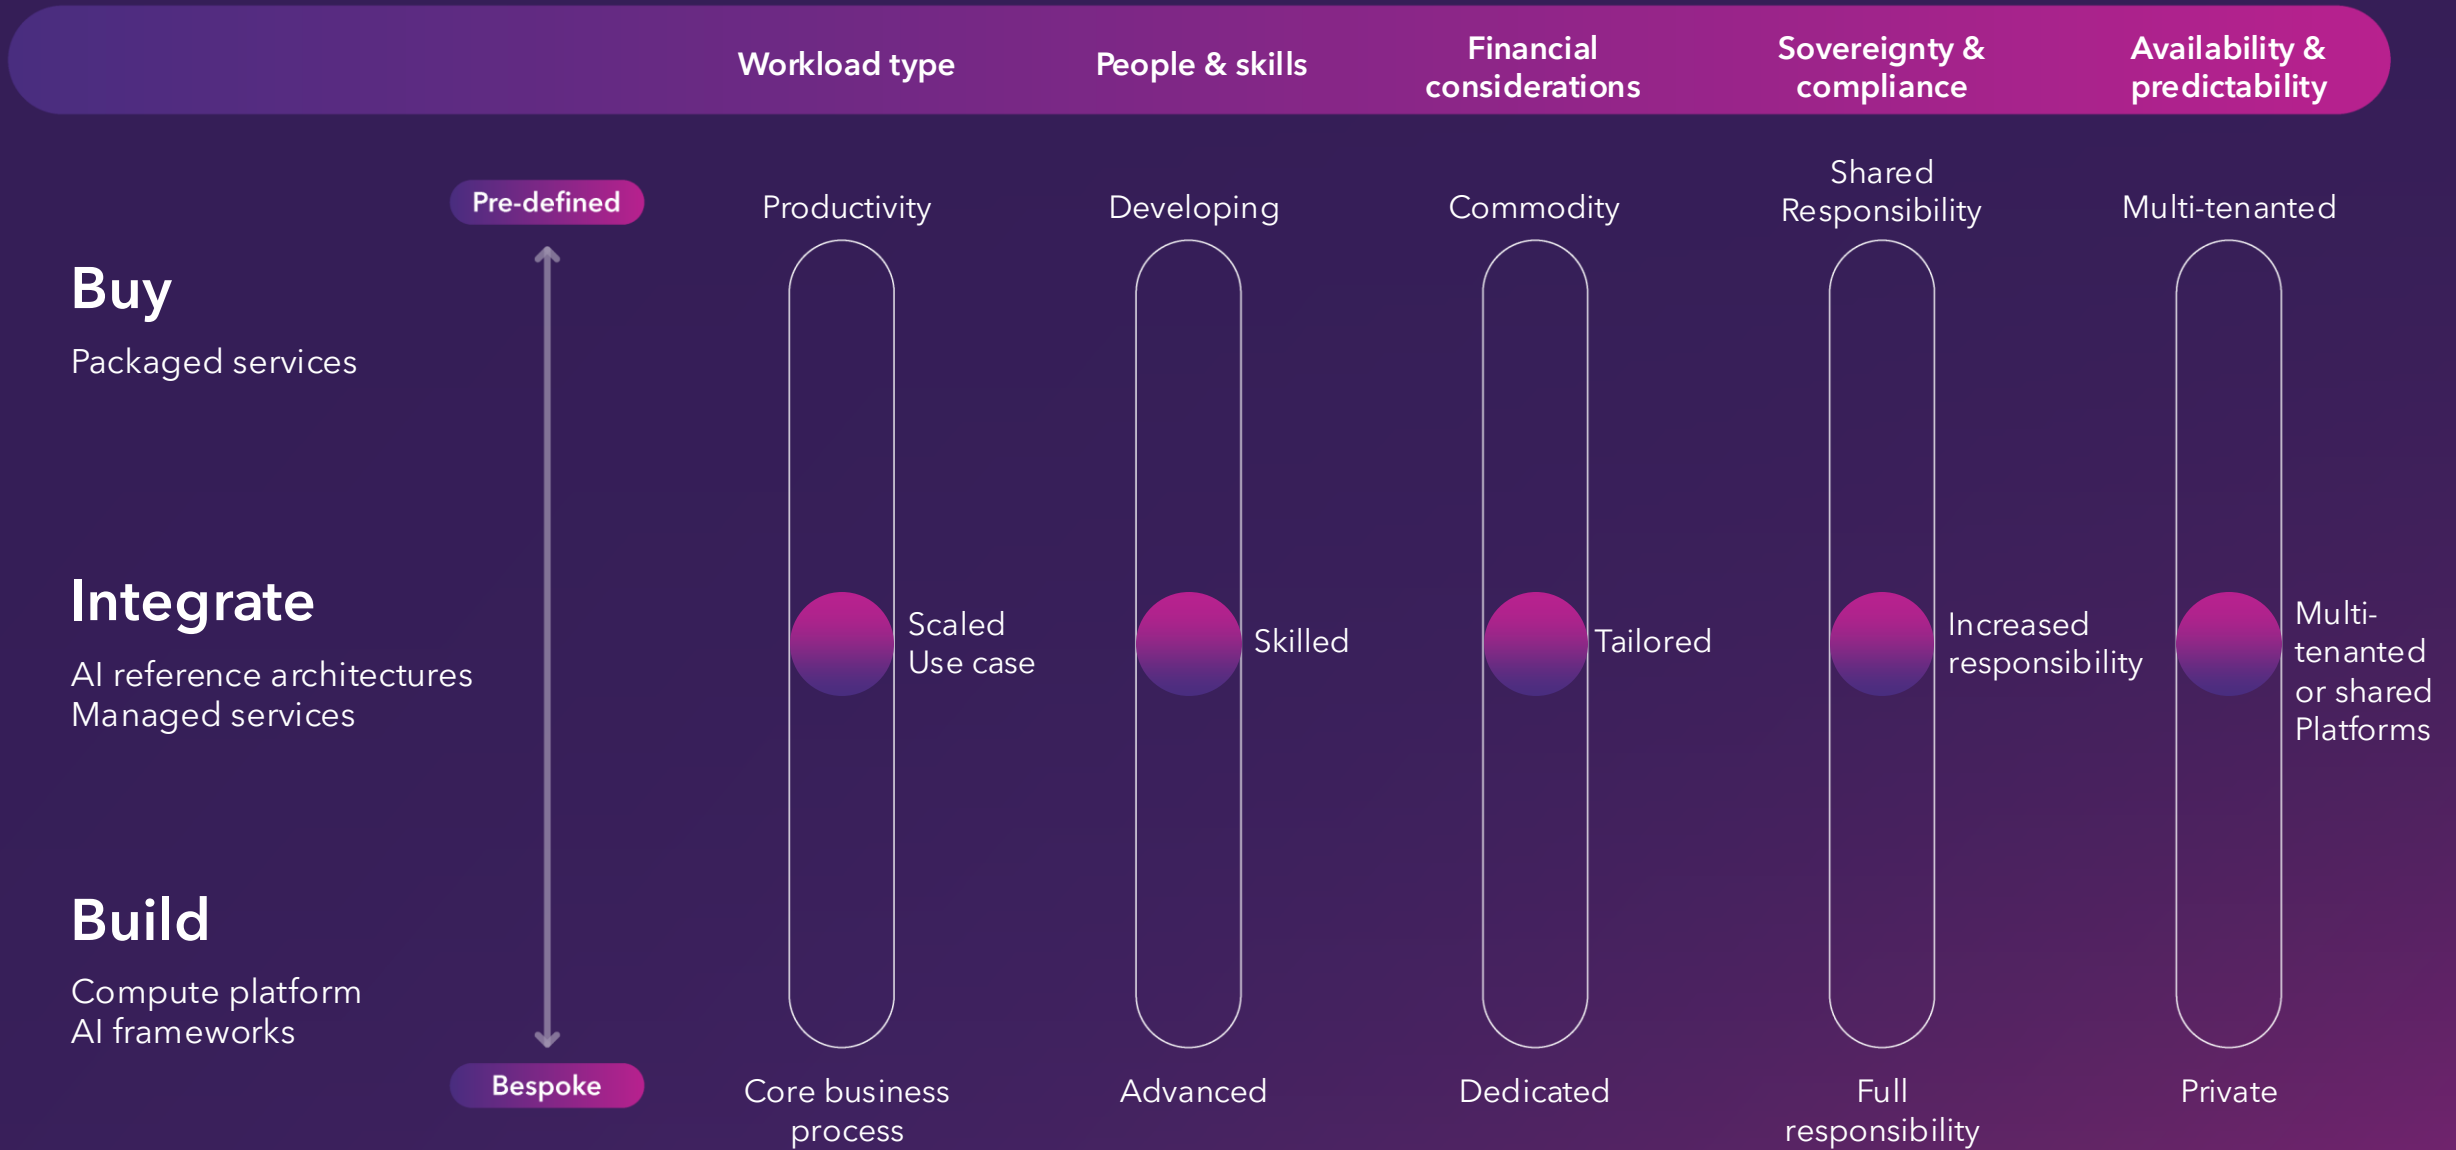 Workload type
People & skills
Financial
considerations
Sovereignty &
compliance
Availability &
predictability
Pre-defined
Productivity
Developing
Commodity
Shared
Responsibility
Multi-tenanted
Buy
Packaged services
Integrate
AI reference architectures
Managed services
Scaled
Use case
Skilled
Tailored
Increased
responsibility
Multi-
tenanted
or shared
Platforms
Build
Compute platform
AI frameworks
Bespoke
Core business
process
Advanced
Dedicated
Full
responsibility
Private